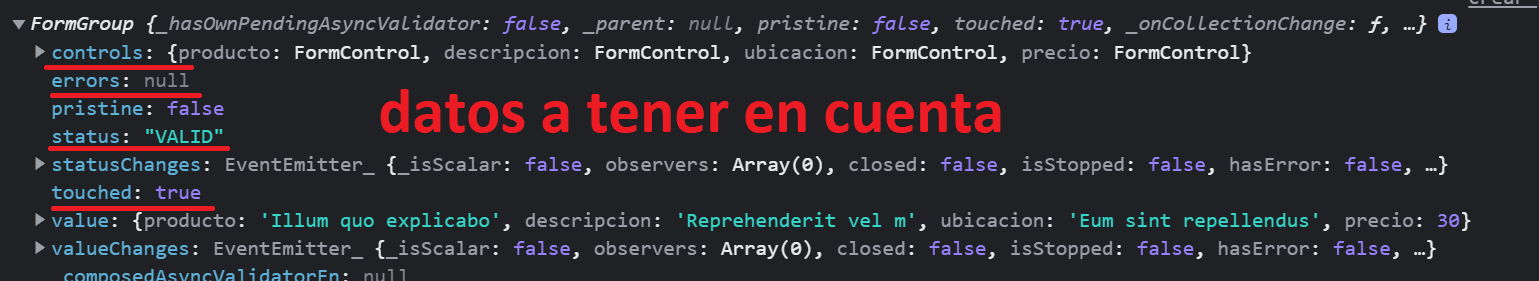 crear-
FormGroup {_hasOwnPendingAsyncValidator: false, _parent: null, pristine: false, touched: true, _onCollectionChange: ƒ, …} i
controls: {producto: FormControl, descripcion: FormControl, ubicacion: FormControl, precio: FormControl}
errors: null
pristine: false
datos a tener en cuenta
status: "VALID"
statusChanges: EventEmitter_ {_isScalar: false, observers: Array(0), closed: false, isStopped: false, hasError: false, …}
touched: true
value: {producto: 'Illum quo explicabo', descripcion: 'Reprehenderit vel m', ubicacion: 'Eum sint repellendus', precio: 30}
valueChanges: EventEmitter_ {_isScalar: false, observers: Array(0), closed: false, isStopped: false, hasError: false, …}
_composedAsyncValidatorFn: null